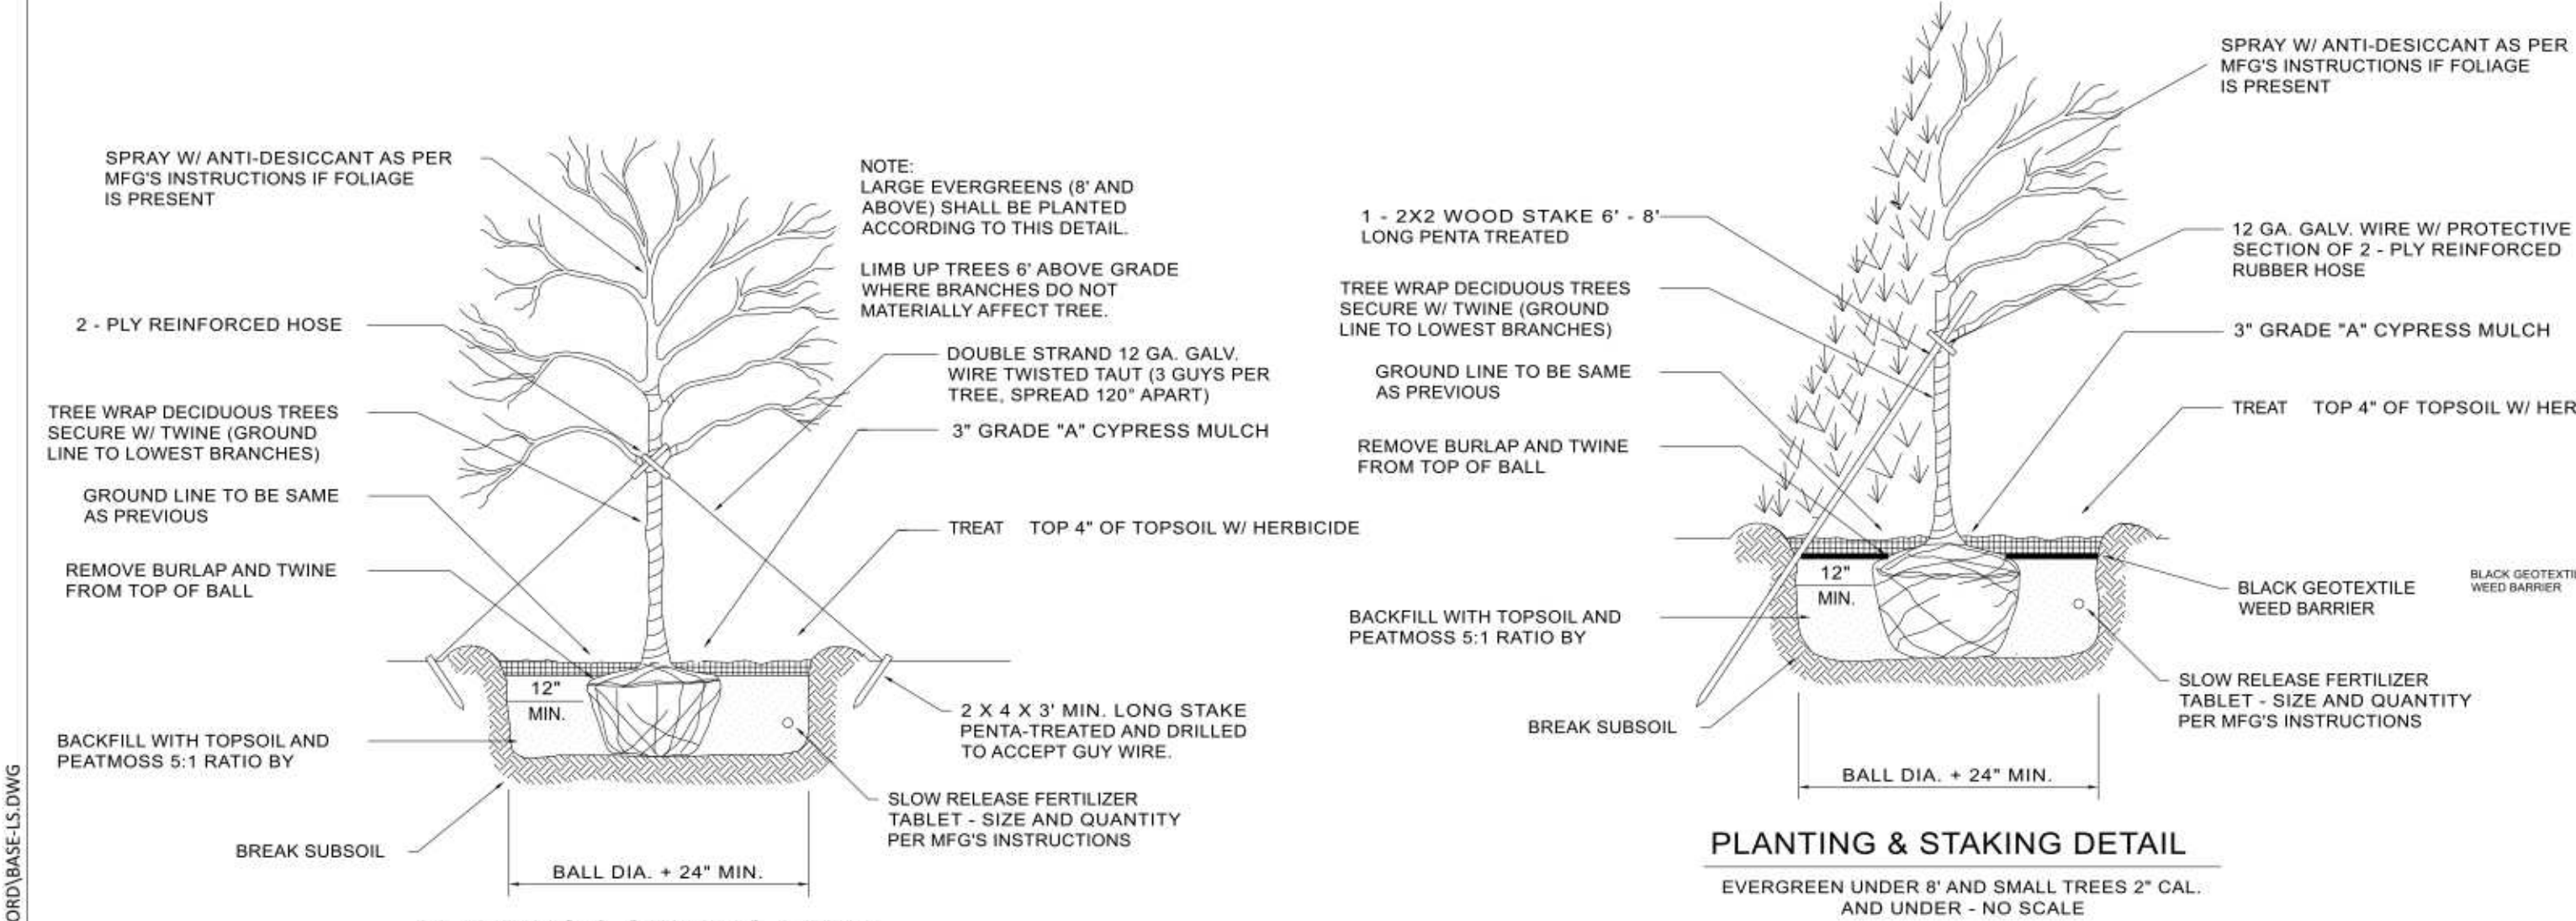 SPRAY W/ ANTI-DESICCANT AS PER
MFG'S INSTRUCTIONS IF FOLIAGE
IS PRESENT
2 - PLY REINFORCED HOSE
TREE WRAP DECIDUOUS TREES
SECURE W/ TWINE (GROUND
LINE TO LOWEST BRANCHES)
GROUND LINE TO BE SAME
AS PREVIOUS
REMOVE BURLAP AND TWINE
FROM TOP OF BALL
BACKFILL WITH TOPSOIL AND
PEATMOSS 5:1 RATIO BY
BREAK SUBSOIL
NOTE:
LARGE EVERGREENS (8' AND
ABOVE) SHALL BE PLANTED
ACCORDING TO THIS DETAIL.
LIMB UP TREES 6' ABOVE GRADE
WHERE BRANCHES DO NOT
MATERIALLY AFFECT TREE.
DOUBLE STRAND 12 GA. GALV.
WIRE TWISTED TAUT (3 GUYS PER
TREE, SPREAD 120° APART)
3" GRADE "A" CYPRESS MULCH
TREAT TOP 4" OF TOPSOIL W/ HERBICIDE
12"
MIN.
2 X 4 X 3' MIN. LONG STAKE
PENTA-TREATED AND DRILLED
TO ACCEPT GUY WIRE.
SLOW RELEASE FERTILIZER
TABLET - SIZE AND QUANTITY
PER MFG'S INSTRUCTIONS
BALL DIA. + 24" MIN.
1 - 2X2 WOOD STAKE 6' - 8'
LONG PENTA TREATED
TREE WRAP DECIDUOUS TREES
SECURE W/ TWINE (GROUND
LINE TO LOWEST BRANCHES)
GROUND LINE TO BE SAME
AS PREVIOUS
REMOVE BURLAP AND TWINE
FROM TOP OF BALL
BACKFILL WITH TOPSOIL AND
PEATMOSS 5:1 RATIO BY
BREAK SUBSOIL
SPRAY W/ ANTI-DESICCANT AS PER
MFG'S INSTRUCTIONS IF FOLIAGE
IS PRESENT
12 GA. GALV. WIRE W/ PROTECTIVE
SECTION OF 2 - PLY REINFORCED
RUBBER HOSE
3" GRADE "A" CYPRESS MULCH
TREAT TOP 4" OF TOPSOIL W/ HER
12"
MIN.
BLACK GEOTEXTILE
WEED BARRIER
BLACK GEOTEXTIL
WEED BARRIER
SLOW RELEASE FERTILIZER
TABLET - SIZE AND QUANTITY
PER MFG'S INSTRUCTIONS
BALL DIA. + 24" MIN.
PLANTING & STAKING DETAIL
EVERGREEN UNDER 8' AND SMALL TREES 2" CAL.
AND UNDER - NO SCALE
ORD\BASE-LS.DWG